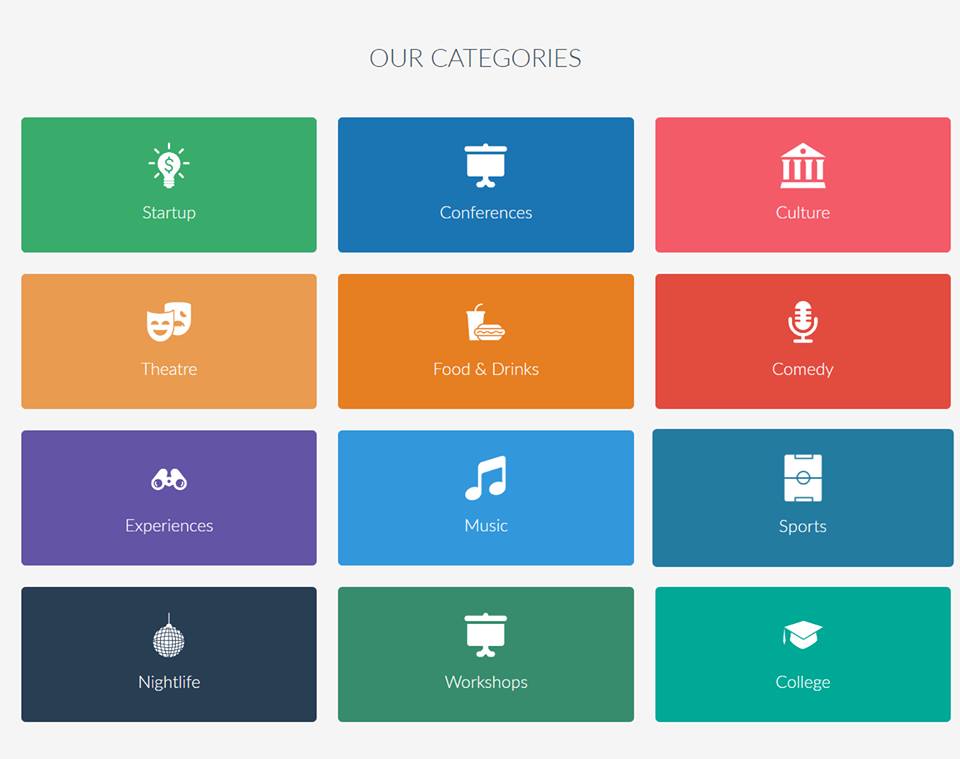 OUR CATEGORIES
$
Startup
Conferences
Culture
Theatre
Food & Drinks
Comedy
Experiences
Music
Sports
Nightlife
Workshops
College